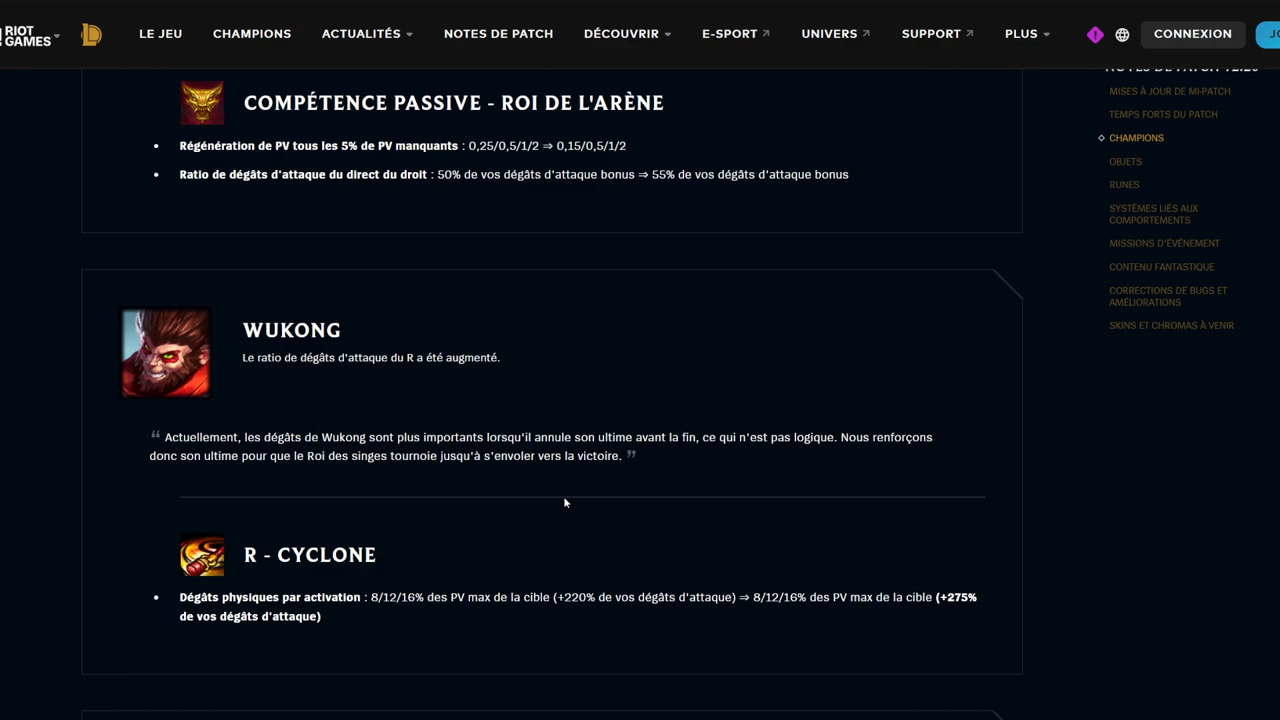 RIOT GAMES LE JEU CHAMPIONS ACTUALITÉS NOTES DE PATCH DÉCOUVRIR E-SPORT UNIVERS SUPPORT PLUS CONNEXION JO
COMPÉTENCE PASSIVE - ROI DE L'ARÈNE
• Régénération de PV tous les 5% de PV manquants : 0,25/0,5/1/2 ⇒ 0,15/0,5/1/2
• Ratio de dégâts d'attaque du direct du droit : 50% de vos dégâts d'attaque bonus ⇒ 55% de vos dégâts d'attaque bonus
WUKONG
Le ratio de dégâts d'attaque du R a été augmenté.
“ Actuellement, les dégâts de Wukong sont plus importants lorsqu'il annule son ultime avant la fin, ce qui n'est pas logique. Nous renforçons
donc son ultime pour que le Roi des singes tournoie jusqu'à s'envoler vers la victoire. ”
R - CYCLONE
• Dégâts physiques par activation : 8/12/16% des PV max de la cible (+220% de vos dégâts d'attaque) ⇒ 8/12/16% des PV max de la cible (+275%
de vos dégâts d'attaque)
MISES À JOUR DE MI-PATCH
TEMPS FORTS DU PATCH
CHAMPIONS
OBJETS
RUNES
SYSTÈMES LIÉS AUX
COMPORTEMENTS
MISSIONS D'ÉVÉNEMENT
CONTENU FANTASTIQUE
CORRECTIONS DE BUGS ET
AMÉLIORATIONS
SKINS ET CHROMAS À VENIR